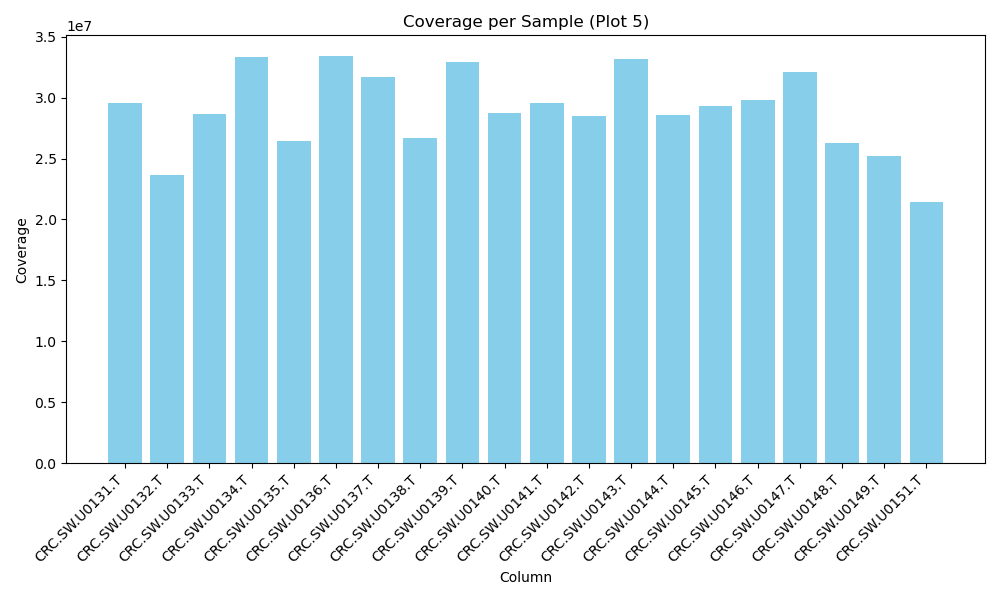 Coverage per Sample (Plot 5)
1e7
3.5
3.0
2.5
2.0
1.5
1.0
0.5
0.0
Coverage
CRC.SW.U0131.T
CRC.SW.U0132.T
CRC.SW.U0133.T
CRC.SW.U0134.T
CRC.SW.U0135.T
CRC.SW.U0136.T
CRC.SW.U0137.T
CRC.SW.U0138.T
CRC.SW.U0139.T
CRC.SW.U0140.T
CRC.SW.U0141.T
CRC.SW.U0142.T
CRC.SW.U0143.T
CRC.SW.U0144.T
CRC.SW.U0145.T
CRC.SW.U0146.T
CRC.SW.U0147.T
CRC.SW.U0148.T
CRC.SW.U0149.T
CRC.SW.U0151.T
Column